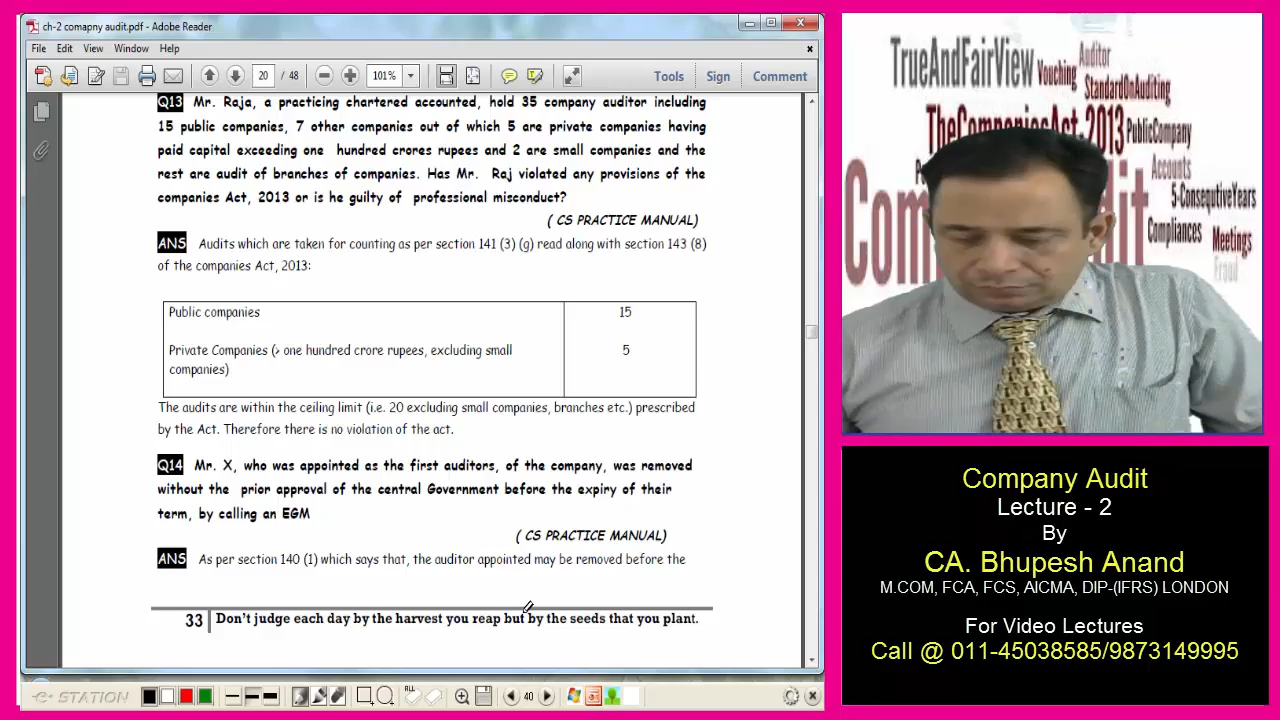 ch-2 comapny audit.pdf - Adobe Reader
File Edit View Window Help
20 / 48 101% Tools Sign Comment
Q13 Mr. Raja, a practicing chartered accounted, hold 35 company auditor including
15 public companies, 7 other companies out of which 5 are private companies having
paid capital exceeding one hundred crores rupees and 2 are small companies and the
rest are audit of branches of companies. Has Mr. Raj violated any provisions of the
companies Act, 2013 or is he guilty of professional misconduct?
( CS PRACTICE MANUAL)
ANS Audits which are taken for counting as per section 141 (3) (g) read along with section 143 (8)
of the companies Act, 2013:
Public companies 15
Private Companies (> one hundred crore rupees, excluding small 5
companies)
The audits are within the ceiling limit (i.e. 20 excluding small companies, branches etc.) prescribed
by the Act. Therefore there is no violation of the act.
Q14 Mr. X, who was appointed as the first auditors, of the company, was removed
without the prior approval of the central Government before the expiry of their
term, by calling an EGM
( CS PRACTICE MANUAL)
ANS As per section 140 (1) which says that, the auditor appointed may be removed before the
33 Don't judge each day by the harvest you reap but by the seeds that you plant.
e-STATION
ALL
40
TrueAndFairView
Vouching
Auditor
StandardOnAuditing
TheCompaniesAct 2013
PublicCompany
Accounts
5-ConsequtiveYears
Compliances
Meetings
Fraud
Company Audit
Lecture - 2
By
CA. Bhupesh Anand
M.COM, FCA, FCS, AICMA, DIP-(IFRS) LONDON
For Video Lectures
Call @ 011-45038585/9873149995